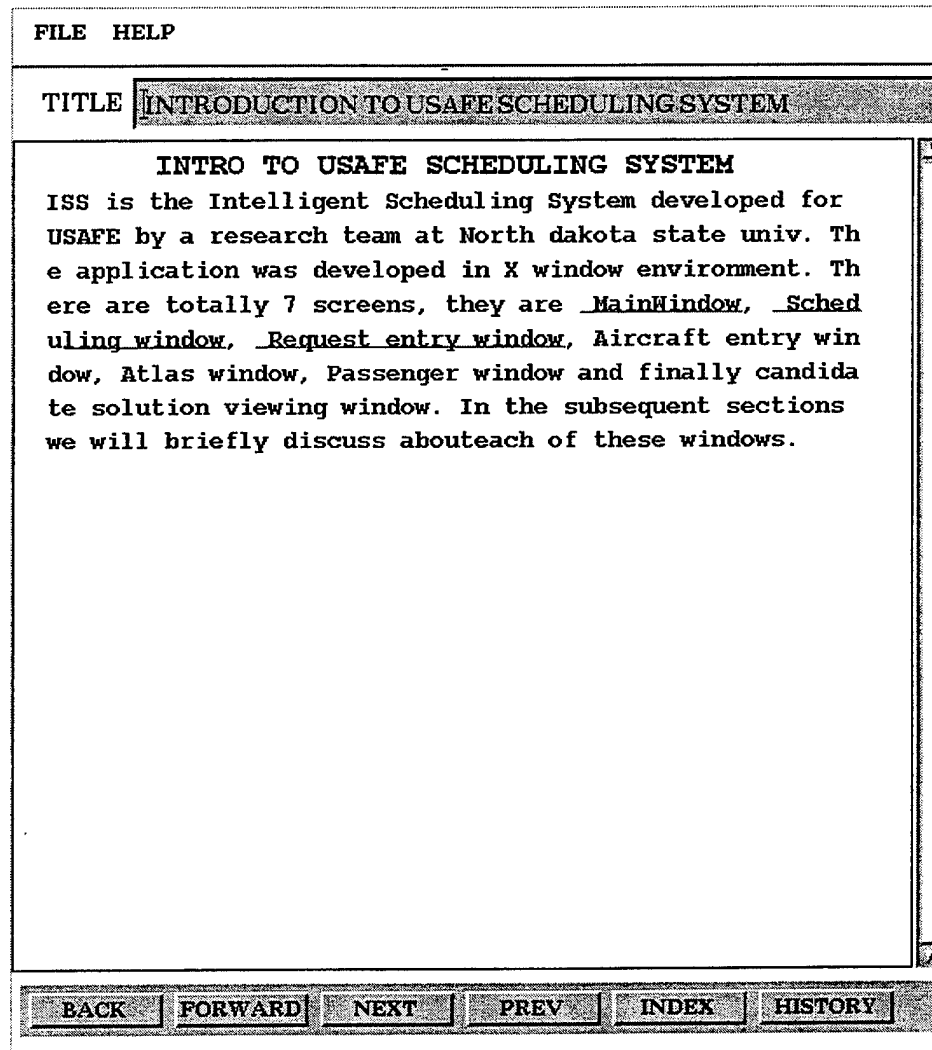 FILE HELP
TITLE INTRODUCTION TO USAFE SCHEDULING SYSTEM
INTRO TO USAFE SCHEDULING SYSTEM
ISS is the Intelligent Scheduling System developed for
USAFE by a research team at North dakota state univ. Th
e application was developed in X window environment. Th
ere are totally 7 screens, they are MainWindow, Sched
uling window, Request entry window, Aircraft entry win
dow, Atlas window, Passenger window and finally candida
te solution viewing window. In the subsequent sections
we will briefly discuss abouteach of these windows.
BACK FORWARD NEXT PREV INDEX HISTORY